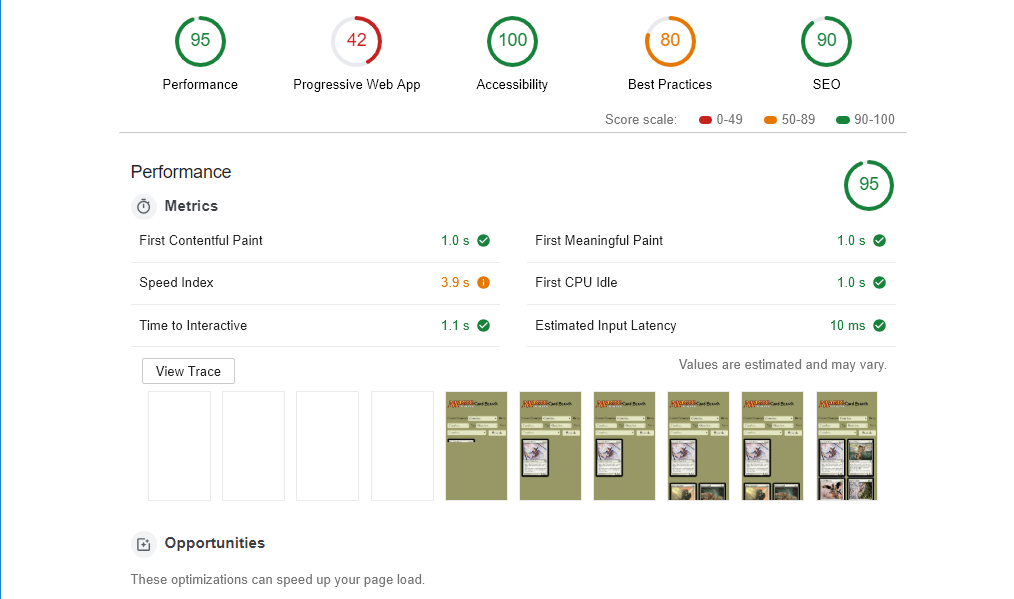 95 42 100 80 90
Performance Progressive Web App Accessibility Best Practices SEO
Score scale: 0-49 50-89 90-100
Performance 95
Metrics
First Contentful Paint 1.0 s First Meaningful Paint 1.0 s
Speed Index 3.9 s First CPU Idle 1.0 s
Time to Interactive 1.1 s Estimated Input Latency 10 ms
View Trace Values are estimated and may vary.
Opportunities
These optimizations can speed up your page load.